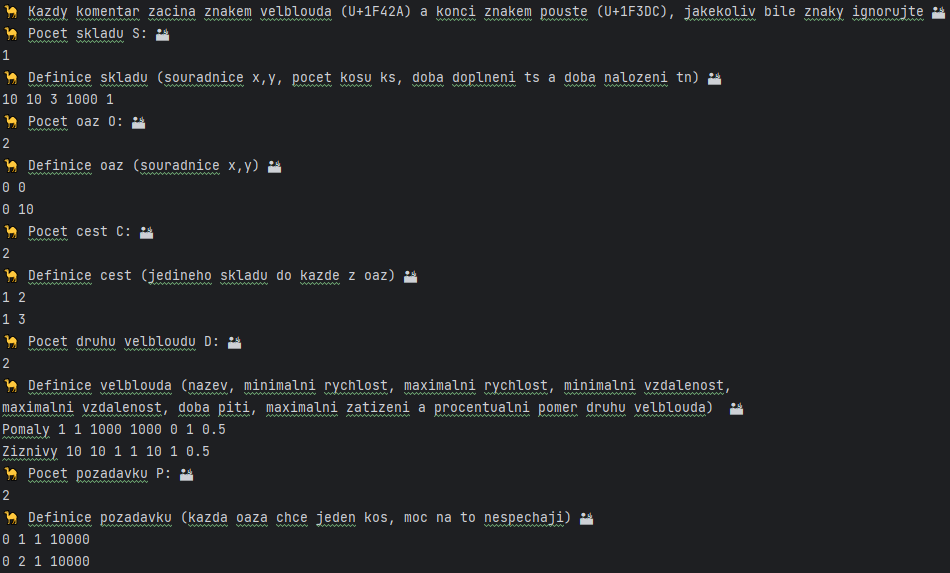 🐪 Kazdy komentar zacina znakem velblouda (U+1F42A) a konci znakem pouste (U+1F3DC), jakekoliv bile znaky ignorujte 🏜
🐪 Pocet skladu S: 🏜
1
🐪 Definice skladu (souradnice x,y, pocet kosu ks, doba doplneni ts a doba nalozeni tn) 🏜
10 10 3 1000 1
🐪 Pocet oaz O: 🏜
2
🐪 Definice oaz (souradnice x,y) 🏜
0 0
0 10
🐪 Pocet cest C: 🏜
2
🐪 Definice cest (jedineho skladu do kazde z oaz) 🏜
1 2
1 3
🐪 Pocet druhu velbloudu D: 🏜
2
🐪 Definice velblouda (nazev, minimalni rychlost, maximalni rychlost, minimalni vzdalenost,
maximalni vzdalenost, doba piti, maximalni zatizeni a procentualni pomer druhu velblouda) 🏜
Pomaly 1 1 1000 1000 0 1 0.5
Ziznivy 10 10 1 1 10 1 0.5
🐪 Pocet pozadavku P: 🏜
2
🐪 Definice pozadavku (kazda oaza chce jeden kos, moc na to nespechaji) 🏜
0 1 1 10000
0 2 1 10000